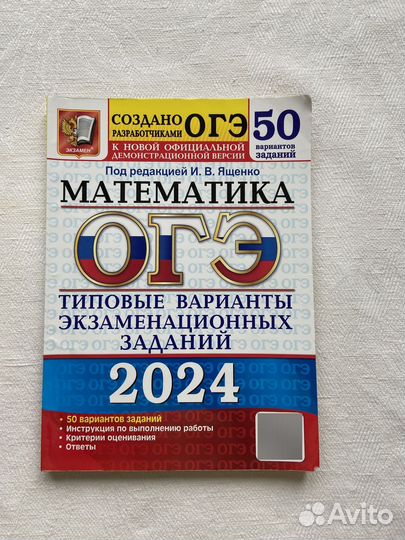 СОЗДАНО
РАЗРАБОТЧИКАМИ ОГЭ
К НОВОЙ ОФИЦИАЛЬНОЙ
ДЕМОНСТРАЦИОННОЙ ВЕРСИИ
50
вариантов
заданий
ЭКЗАМЕН
Под редакцией И. В. Ященко
МАТЕМАТИКА
ОГЭ
ТИПОВЫЕ ВАРИАНТЫ
ЭКЗАМЕНАЦИОННЫХ
ЗАДАНИЙ
2024
• 50 вариантов заданий
• Инструкция по выполнению работы
• Критерии оценивания
• Ответы
Avito